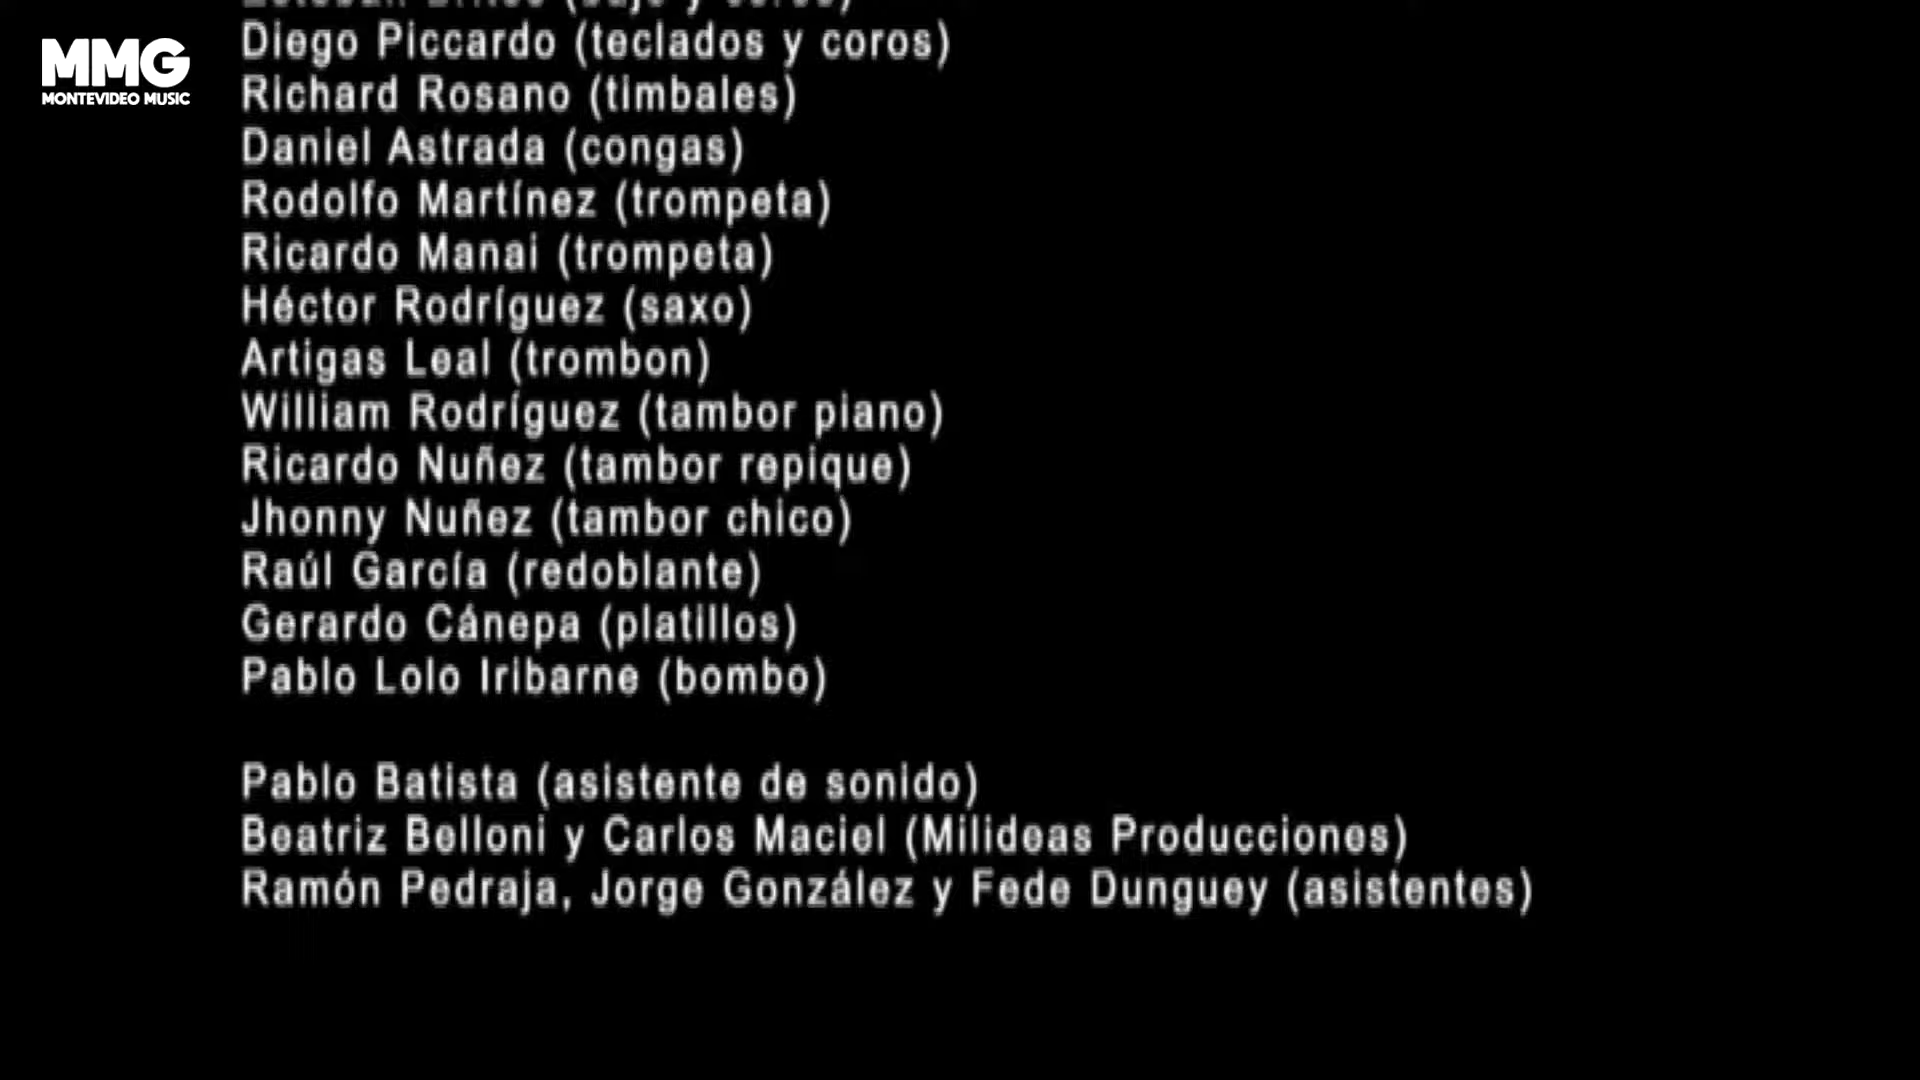 MMG
MONTEVIDEO MUSIC
Diego Piccardo (teclados y coros)
Richard Rosano (timbales)
Daniel Astrada (congas)
Rodolfo Martínez (trompeta)
Ricardo Manai (trompeta)
Héctor Rodríguez (saxo)
Artigas Leal (trombon)
William Rodríguez (tambor piano)
Ricardo Nuñez (tambor repique)
Jhonny Nuñez (tambor chico)
Raúl García (redoblante)
Gerardo Cánepa (platillos)
Pablo Lolo Iribarne (bombo)
Pablo Batista (asistente de sonido)
Beatriz Belloni y Carlos Maciel (Milideas Producciones)
Ramón Pedraja, Jorge González y Fede Dunguey (asistentes)